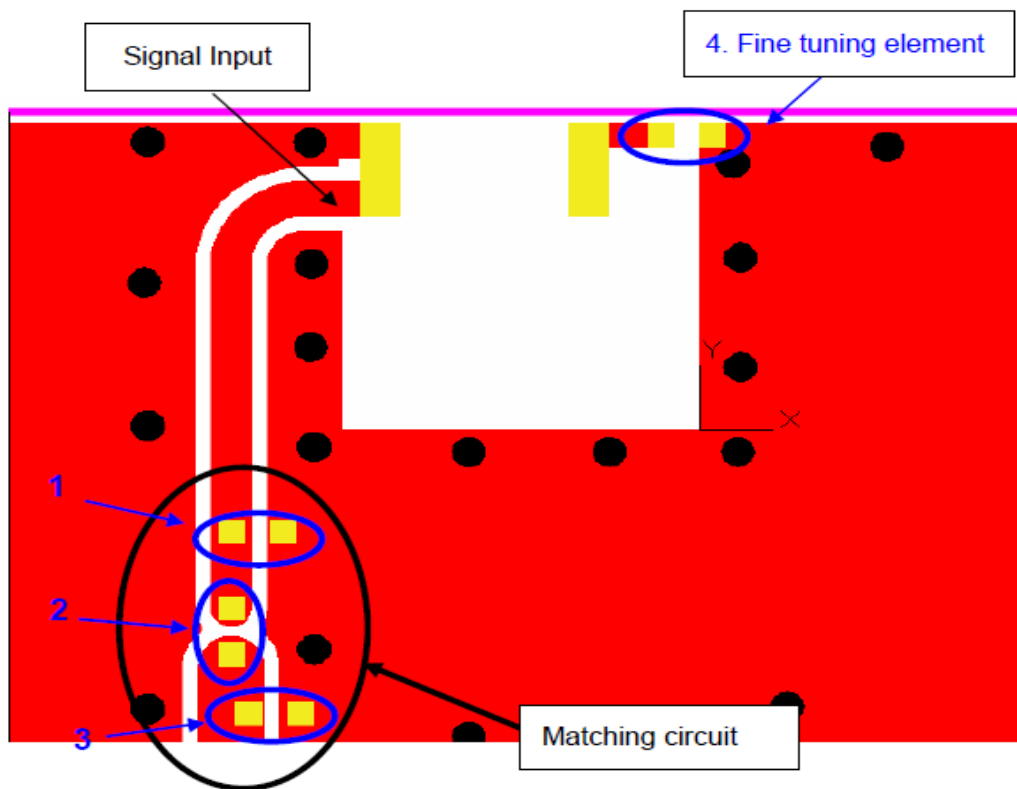 Signal Input
4. Fine tuning element
Y
X
1
2
3
Matching circuit